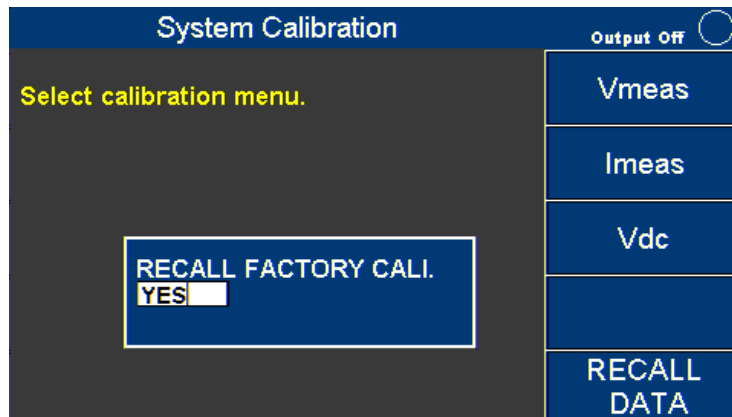 System Calibration
Output Off
Select calibration menu.
Vmeas
Imeas
Vdc
RECALL FACTORY CALI.
YES
RECALL
DATA